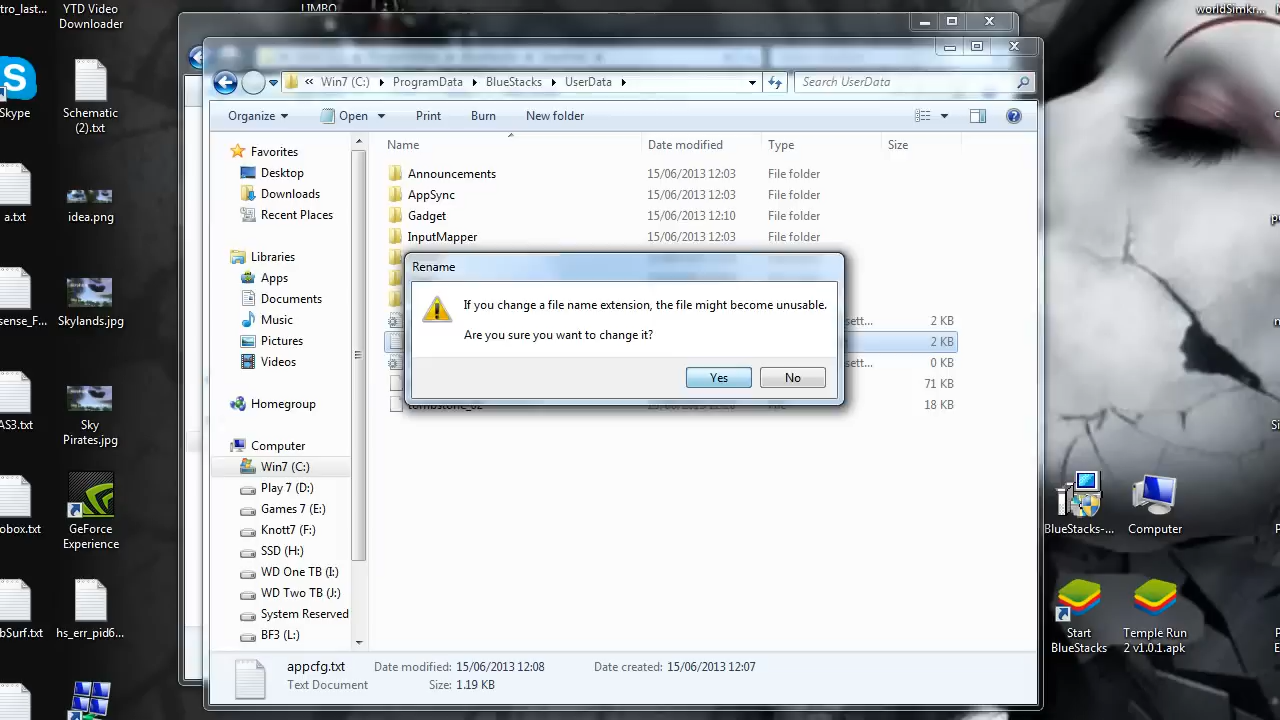 tro_last...
YTD Video
Downloader
LIMBO
worldSimkr...
Skype
Schematic
(2).txt
a.txt
idea.png
Skylands.jpg
AS3.txt
Sky
Pirates.jpg
obox.txt
GeForce
Experience
bSurf.txt
hs_err_pid6...
« Win7 (C:) ProgramData BlueStacks UserData
Search UserData
Organize Open Print Burn New folder
Name Date modified Type Size
Favorites
Desktop
Downloads
Recent Places
Libraries
Apps
Documents
Music
Pictures
Videos
Homegroup
Computer
Win7 (C:)
Play 7 (D:)
Games 7 (E:)
Knott7 (F:)
SSD (H:)
WD One TB (I:)
WD Two TB (J:)
System Reserved
BF3 (L:)
Announcements 15/06/2013 12:03 File folder
AppSync 15/06/2013 12:03 File folder
Gadget 15/06/2013 12:10 File folder
InputMapper 15/06/2013 12:03 File folder
sett... 2 KB
2 KB
sett... 0 KB
71 KB
18 KB
Rename
If you change a file name extension, the file might become unusable.
Are you sure you want to change it?
Yes No
appcfg.txt Date modified: 15/06/2013 12:08 Date created: 15/06/2013 12:07
Text Document Size: 1.19 KB
BlueStacks-...
Computer
Start
BlueStacks
Temple Run
2 v1.0.1.apk